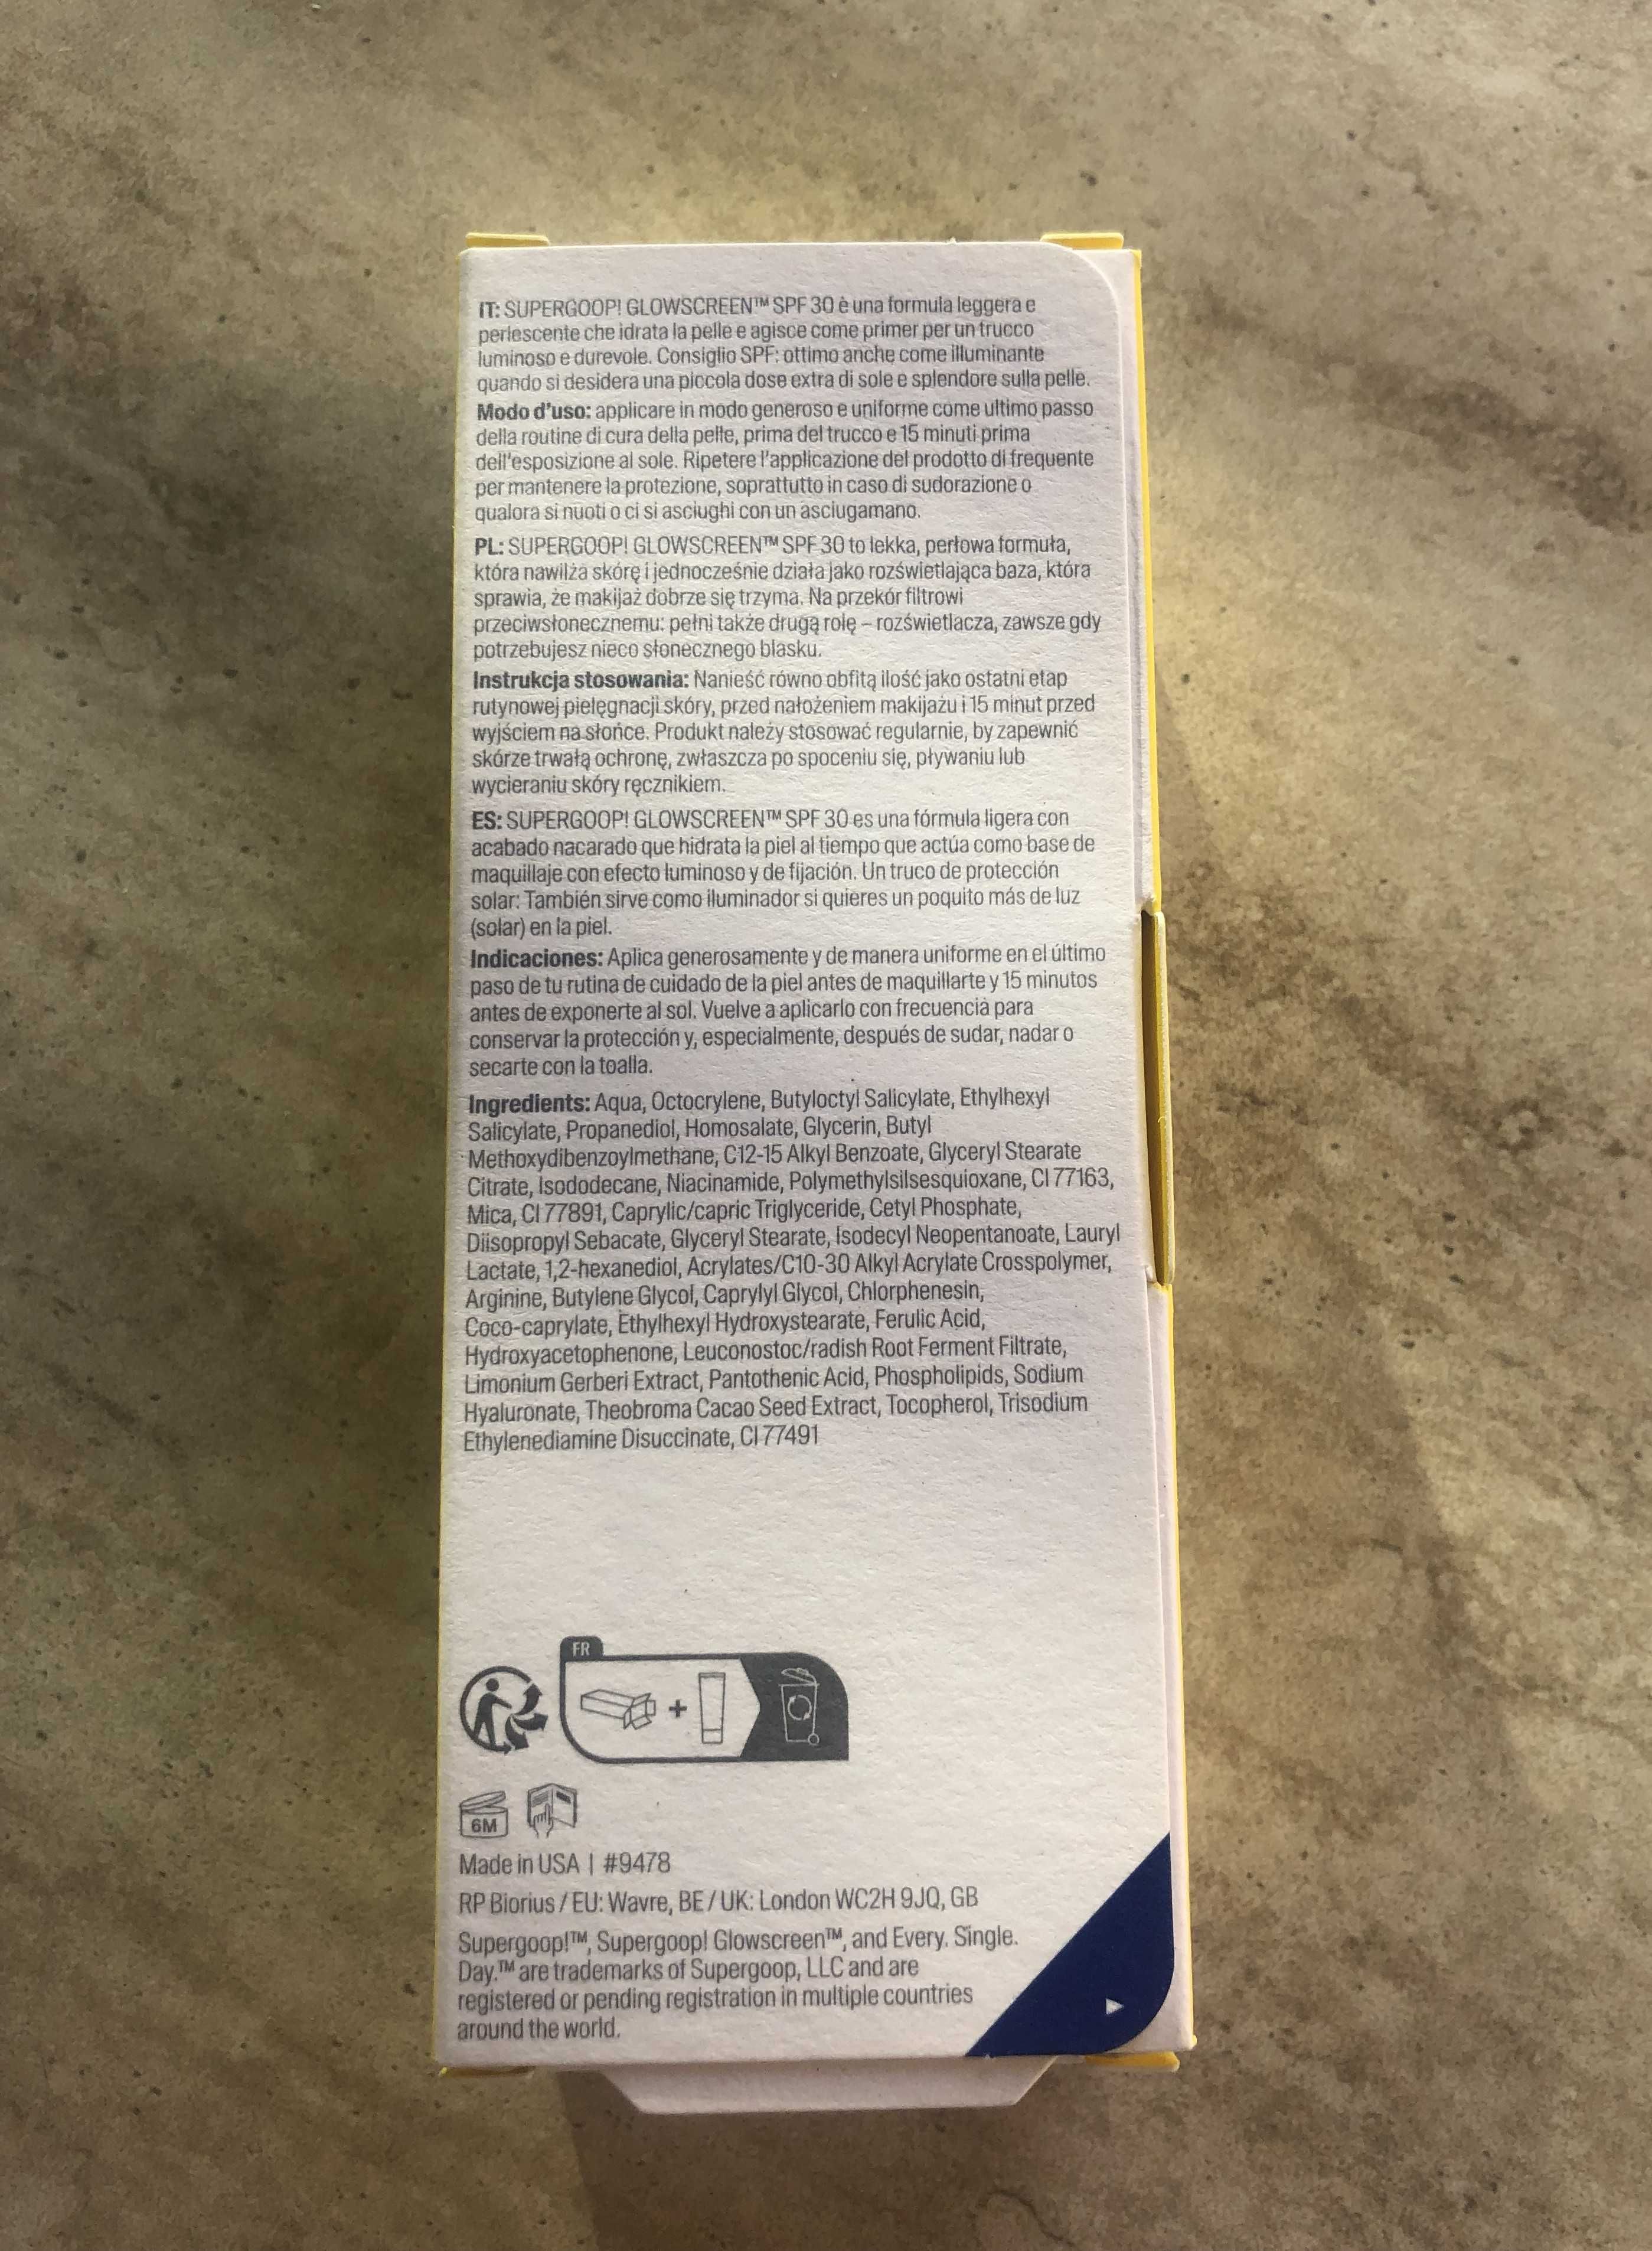 IT: SUPERGOOP! GLOWSCREEN™ SPF 30 è una formula leggera e
perlescente che idrata la pelle e agisce come primer per un trucco
luminoso e durevole. Consiglio SPF: ottimo anche come illuminante
quando si desidera una piccola dose extra di sole e splendore sulla pelle.
Modo d'uso: applicare in modo generoso e uniforme come ultimo passo
della routine di cura della pelle, prima del trucco e 15 minuti prima
dell'esposizione al sole. Ripetere l'applicazione del prodotto di frequente
per mantenere la protezione, soprattutto in caso di sudorazione o
qualora si nuoti o ci si asciughi con un asciugamano.
PL: SUPERGOOP! GLOWSCREEN™ SPF 30 to lekka, perłowa formuła,
która nawilża skórę i jednocześnie działa jako rozświetlająca baza, która
sprawia, że makijaż dobrze się trzyma. Na przekór filtrowi
przeciwsłonecznemu: pełni także drugą rolę – rozświetlacza, zawsze gdy
potrzebujesz nieco słonecznego blasku.
Instrukcja stosowania: Nanieść równo obfitą ilość jako ostatni etap
rutynowej pielęgnacji skóry, przed nałożeniem makijażu i 15 minut przed
wyjściem na słońce. Produkt należy stosować regularnie, by zapewnić
skórze trwałą ochronę, zwłaszcza po spoceniu się, pływaniu lub
wycieraniu skóry ręcznikiem.
ES: SUPERGOOP! GLOWSCREEN™ SPF 30 es una fórmula ligera con
acabado nacarado que hidrata la piel al tiempo que actúa como base de
maquillaje con efecto luminoso y de fijación. Un truco de protección
solar: También sirve como iluminador si quieres un poquito más de luz
(solar) en la piel.
Indicaciones: Aplica generosamente y de manera uniforme en el último
paso de tu rutina de cuidado de la piel antes de maquillarte y 15 minutos
antes de exponerte al sol. Vuelve a aplicarlo con frecuencia para
conservar la protección y, especialmente, después de sudar, nadar o
secarte con la toalla.
Ingredients: Aqua, Octocrylene, Butyloctyl Salicylate, Ethylhexyl
Salicylate, Propanediol, Homosalate, Glycerin, Butyl
Methoxydibenzoylmethane, C12-15 Alkyl Benzoate, Glyceryl Stearate
Citrate, Isododecane, Niacinamide, Polymethylsilsesquioxane, CI 77163,
Mica, CI 77891, Caprylic/capric Triglyceride, Cetyl Phosphate,
Diisopropyl Sebacate, Glyceryl Stearate, Isodecyl Neopentanoate, Lauryl
Lactate, 1,2-hexanediol, Acrylates/C10-30 Alkyl Acrylate Crosspolymer,
Arginine, Butylene Glycol, Caprylyl Glycol, Chlorphenesin,
Coco-caprylate, Ethylhexyl Hydroxystearate, Ferulic Acid,
Hydroxyacetophenone, Leuconostoc/radish Root Ferment Filtrate,
Limonium Gerberi Extract, Pantothenic Acid, Phospholipids, Sodium
Hyaluronate, Theobroma Cacao Seed Extract, Tocopherol, Trisodium
Ethylenediamine Disuccinate, CI 77491
FR
+
6M
Made in USA | #9478
RP Biorius / EU: Wavre, BE / UK: London WC2H 9JQ, GB
Supergoop!™, Supergoop! Glowscreen™, and Every. Single.
Day.™ are trademarks of Supergoop, LLC and are
registered or pending registration in multiple countries
around the world.